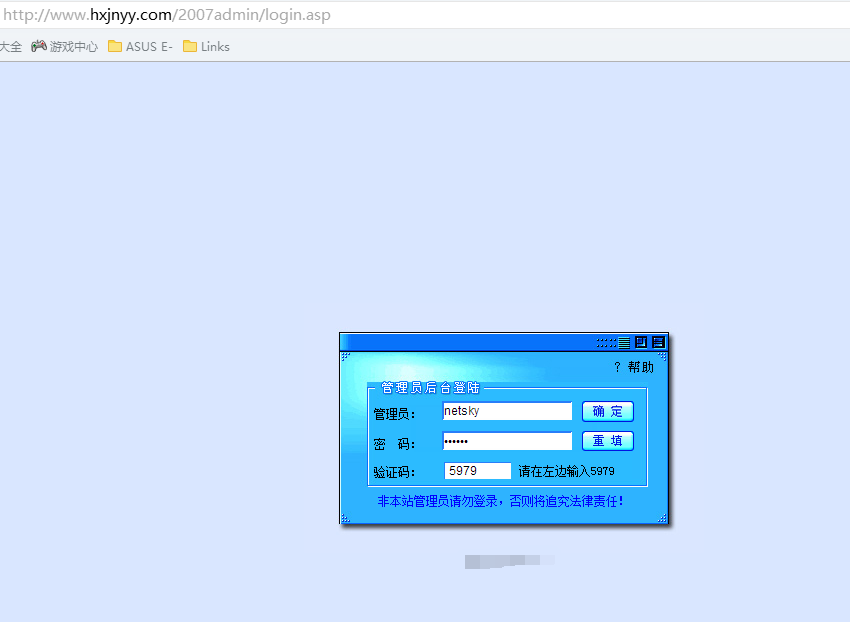 http://www.hxjnyy.com/2007admin/login.asp
大全 游戏中心 ASUS E- Links
? 帮助
管理员后台登陆
管理员： netsky 确 定
密 码： •••••• 重 填
验证码： 5979 请在左边输入5979
非本站管理员请勿登录，否则将追究法律责任！